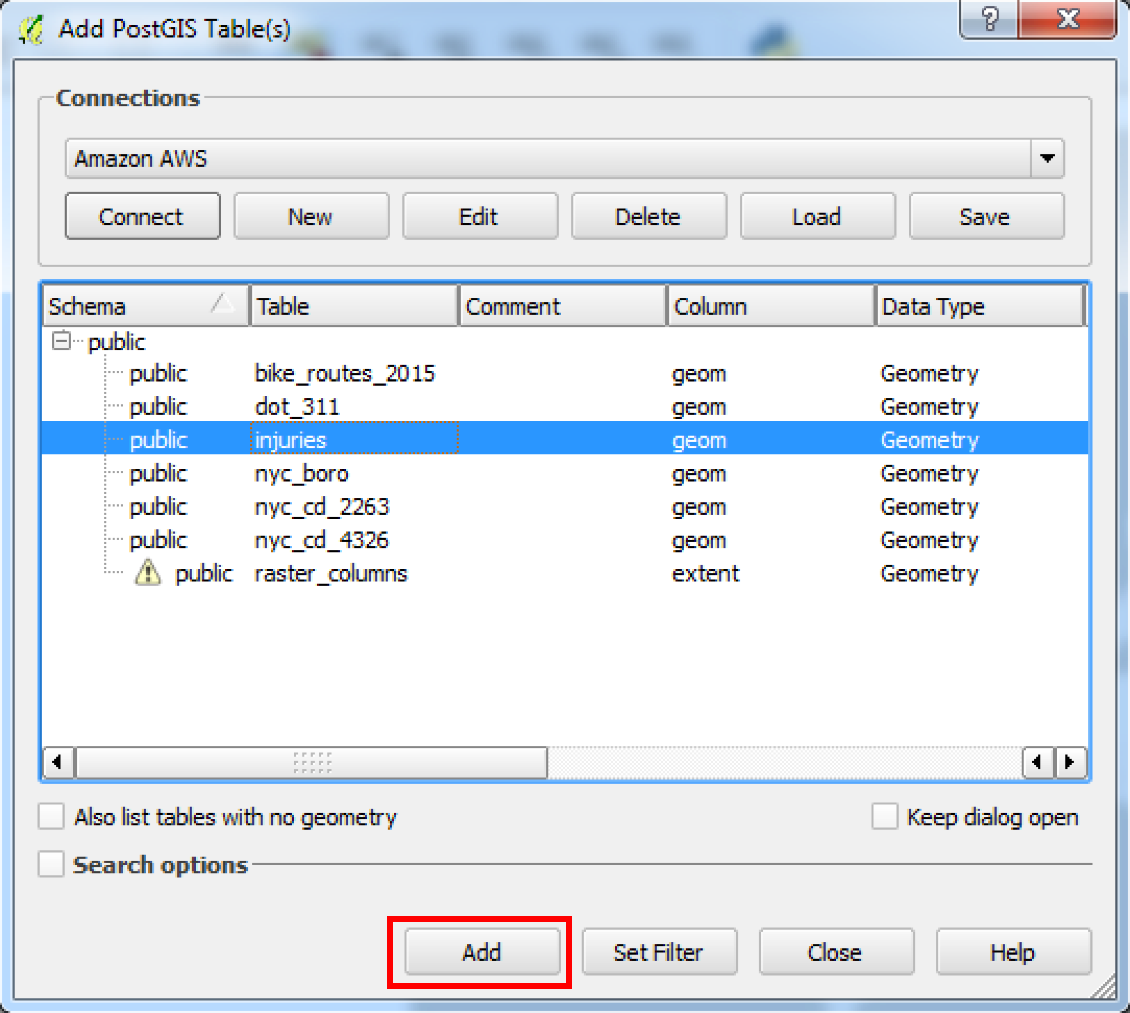 Add PostGIS Table(s)
?
Connections
Amazon AWS
Connect New Edit Delete Load Save
Schema Table Comment Column Data Type
public
public bike_routes_2015 geom Geometry
public dot_311 geom Geometry
public injuries geom Geometry
public nyc_boro geom Geometry
public nyc_cd_2263 geom Geometry
public nyc_cd_4326 geom Geometry
public raster_columns extent Geometry
Also list tables with no geometry Keep dialog open
Search options
Add Set Filter Close Help